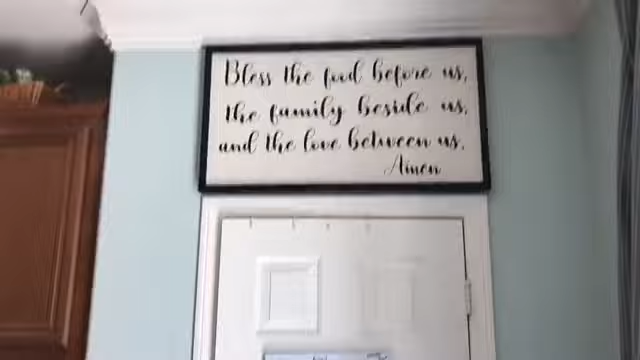 Bless the food before us,
the family beside us,
and the love between us.
Amen